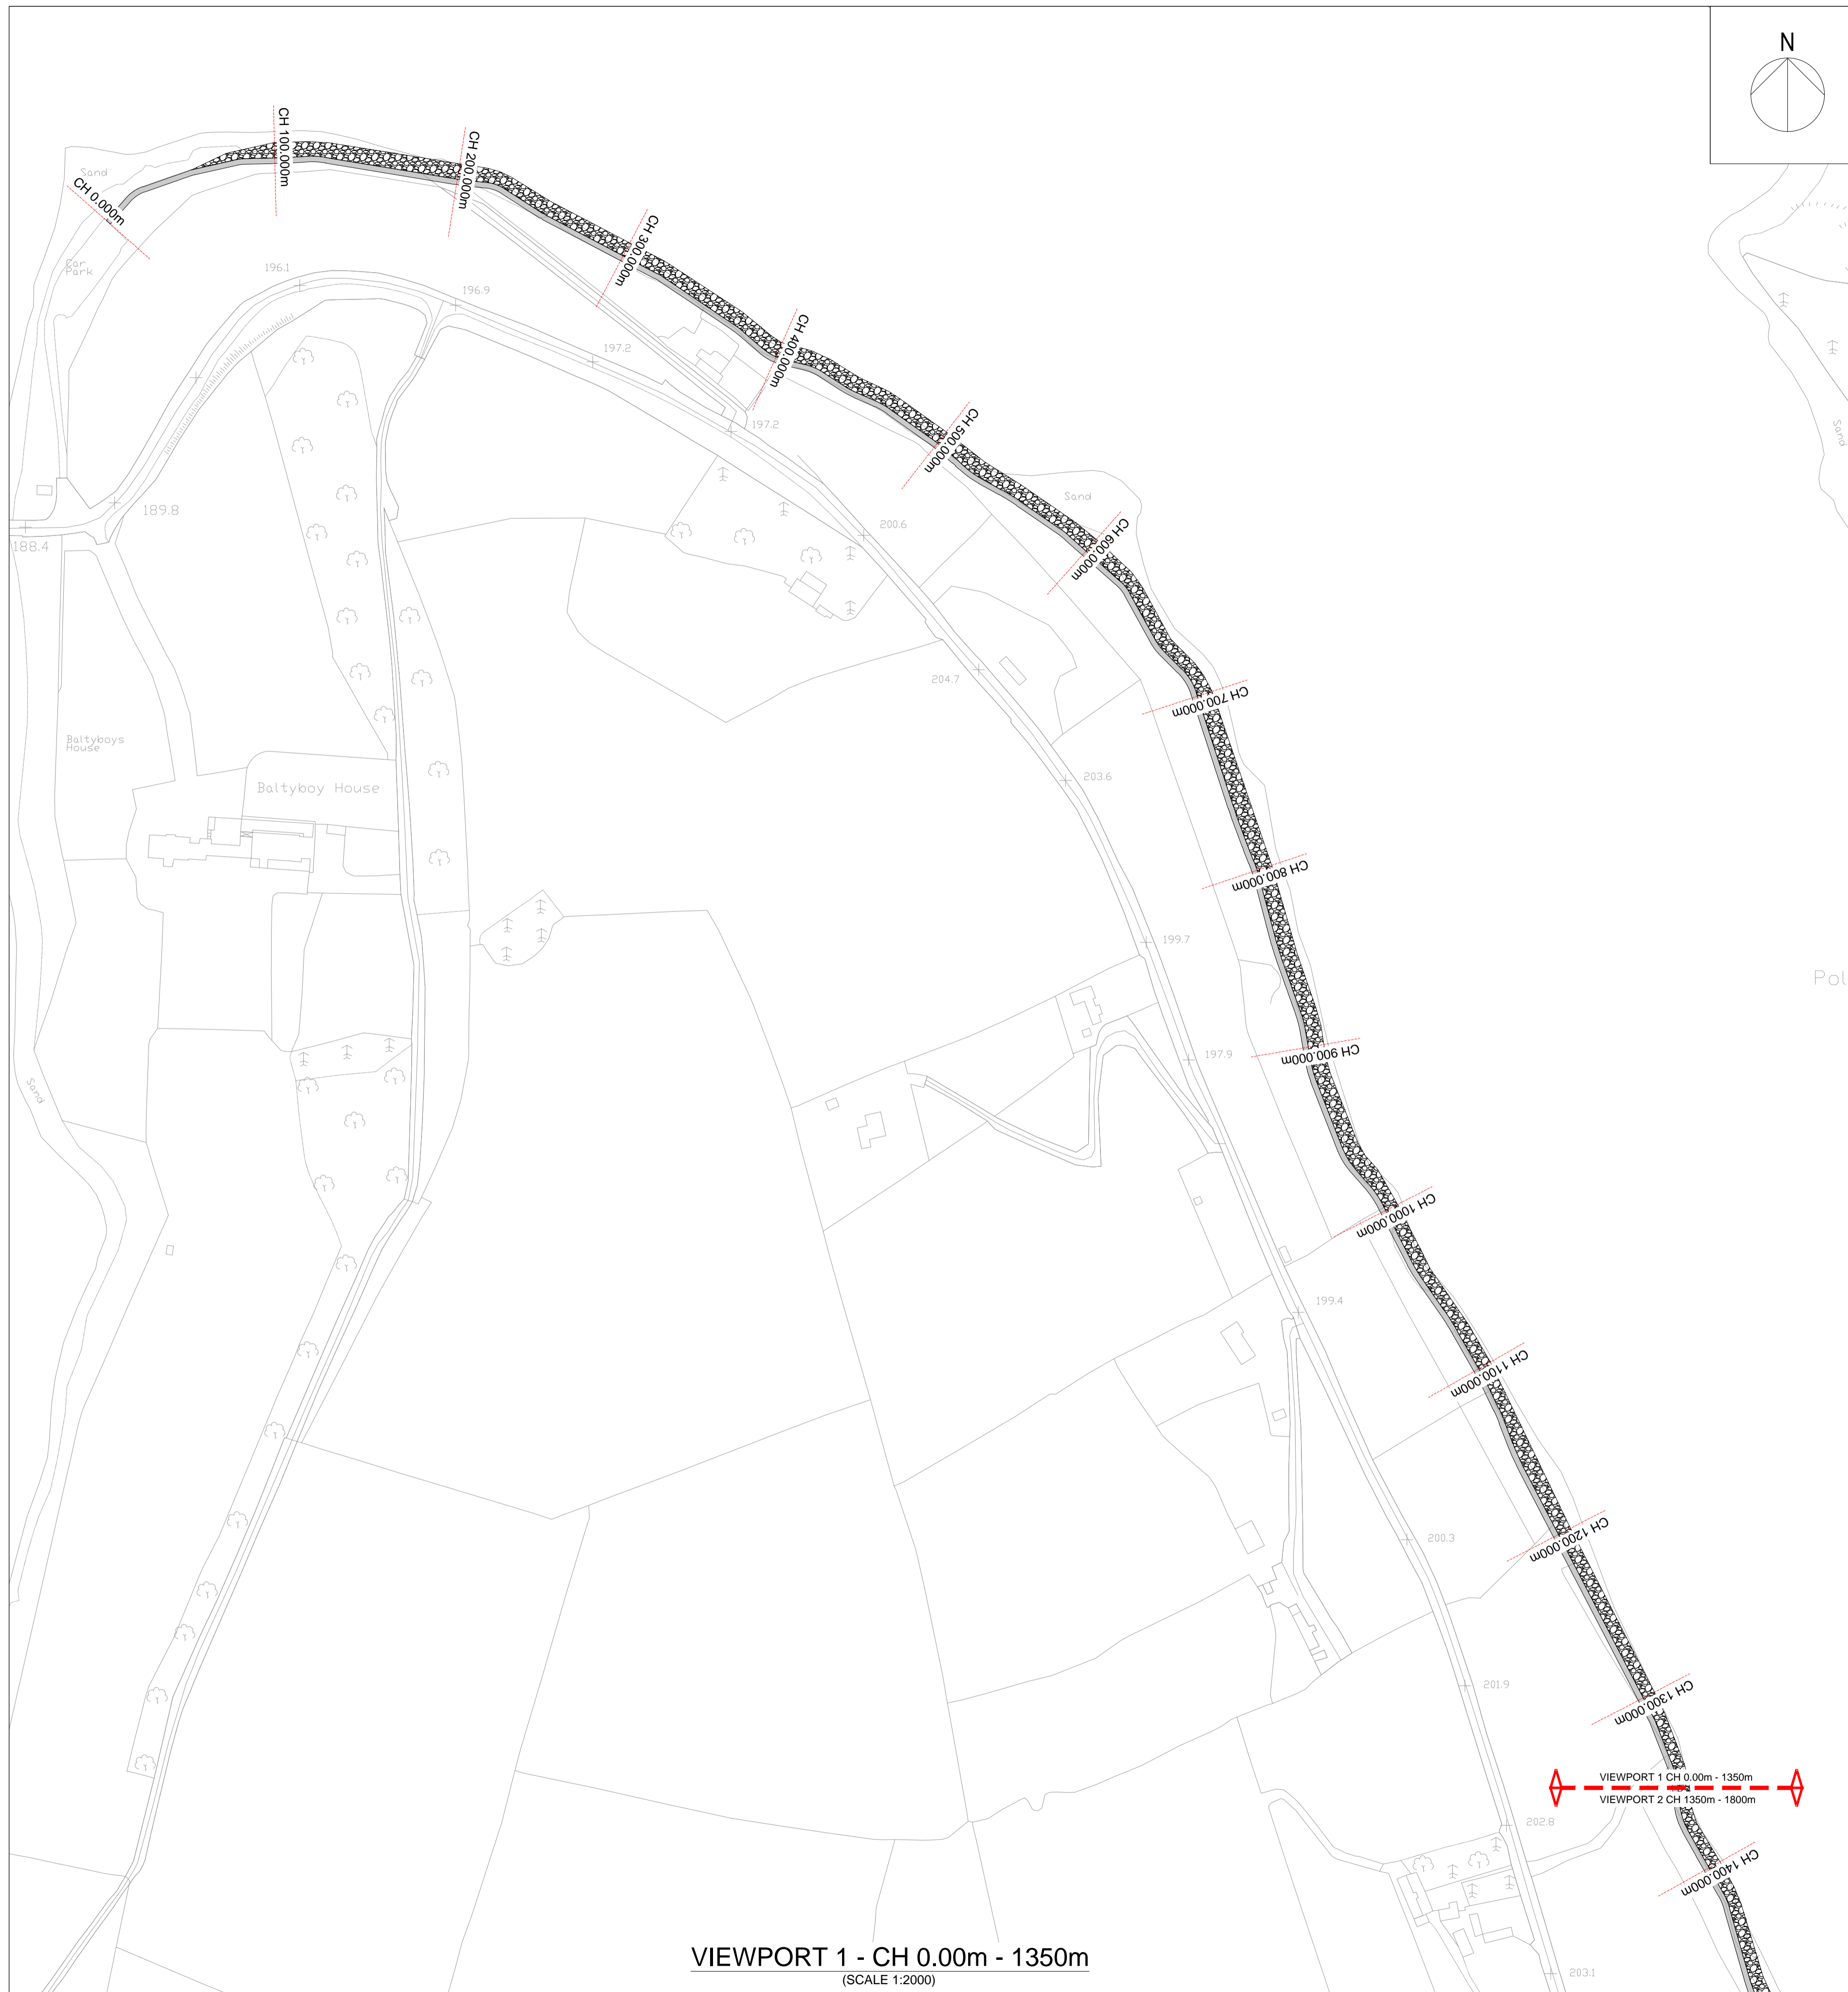 N
CH 100.000m
CH 200.000m
Sand
CH 0.000m
CH 300.000m
Car
Park
196.1
196.9
CH 400.000m
197.2
197.2
CH 500.000m
Sand
Sand
189.8
200.6
188.4
CH 600.000m
204.7
CH 700.000m
Baltyboys
House
203.6
Baltyboy House
CH 800.000m
199.7
Pol
197.9
CH 900.000m
Sand
CH 1000.000m
199.4
CH 1100.000m
200.3
CH 1200.000m
201.9
CH 1300.000m
VIEWPORT 1 CH 0.00m - 1350m
VIEWPORT 2 CH 1350m - 1800m
202.8
CH 1400.000m
VIEWPORT 1 - CH 0.00m - 1350m
(SCALE 1:2000)
203.1